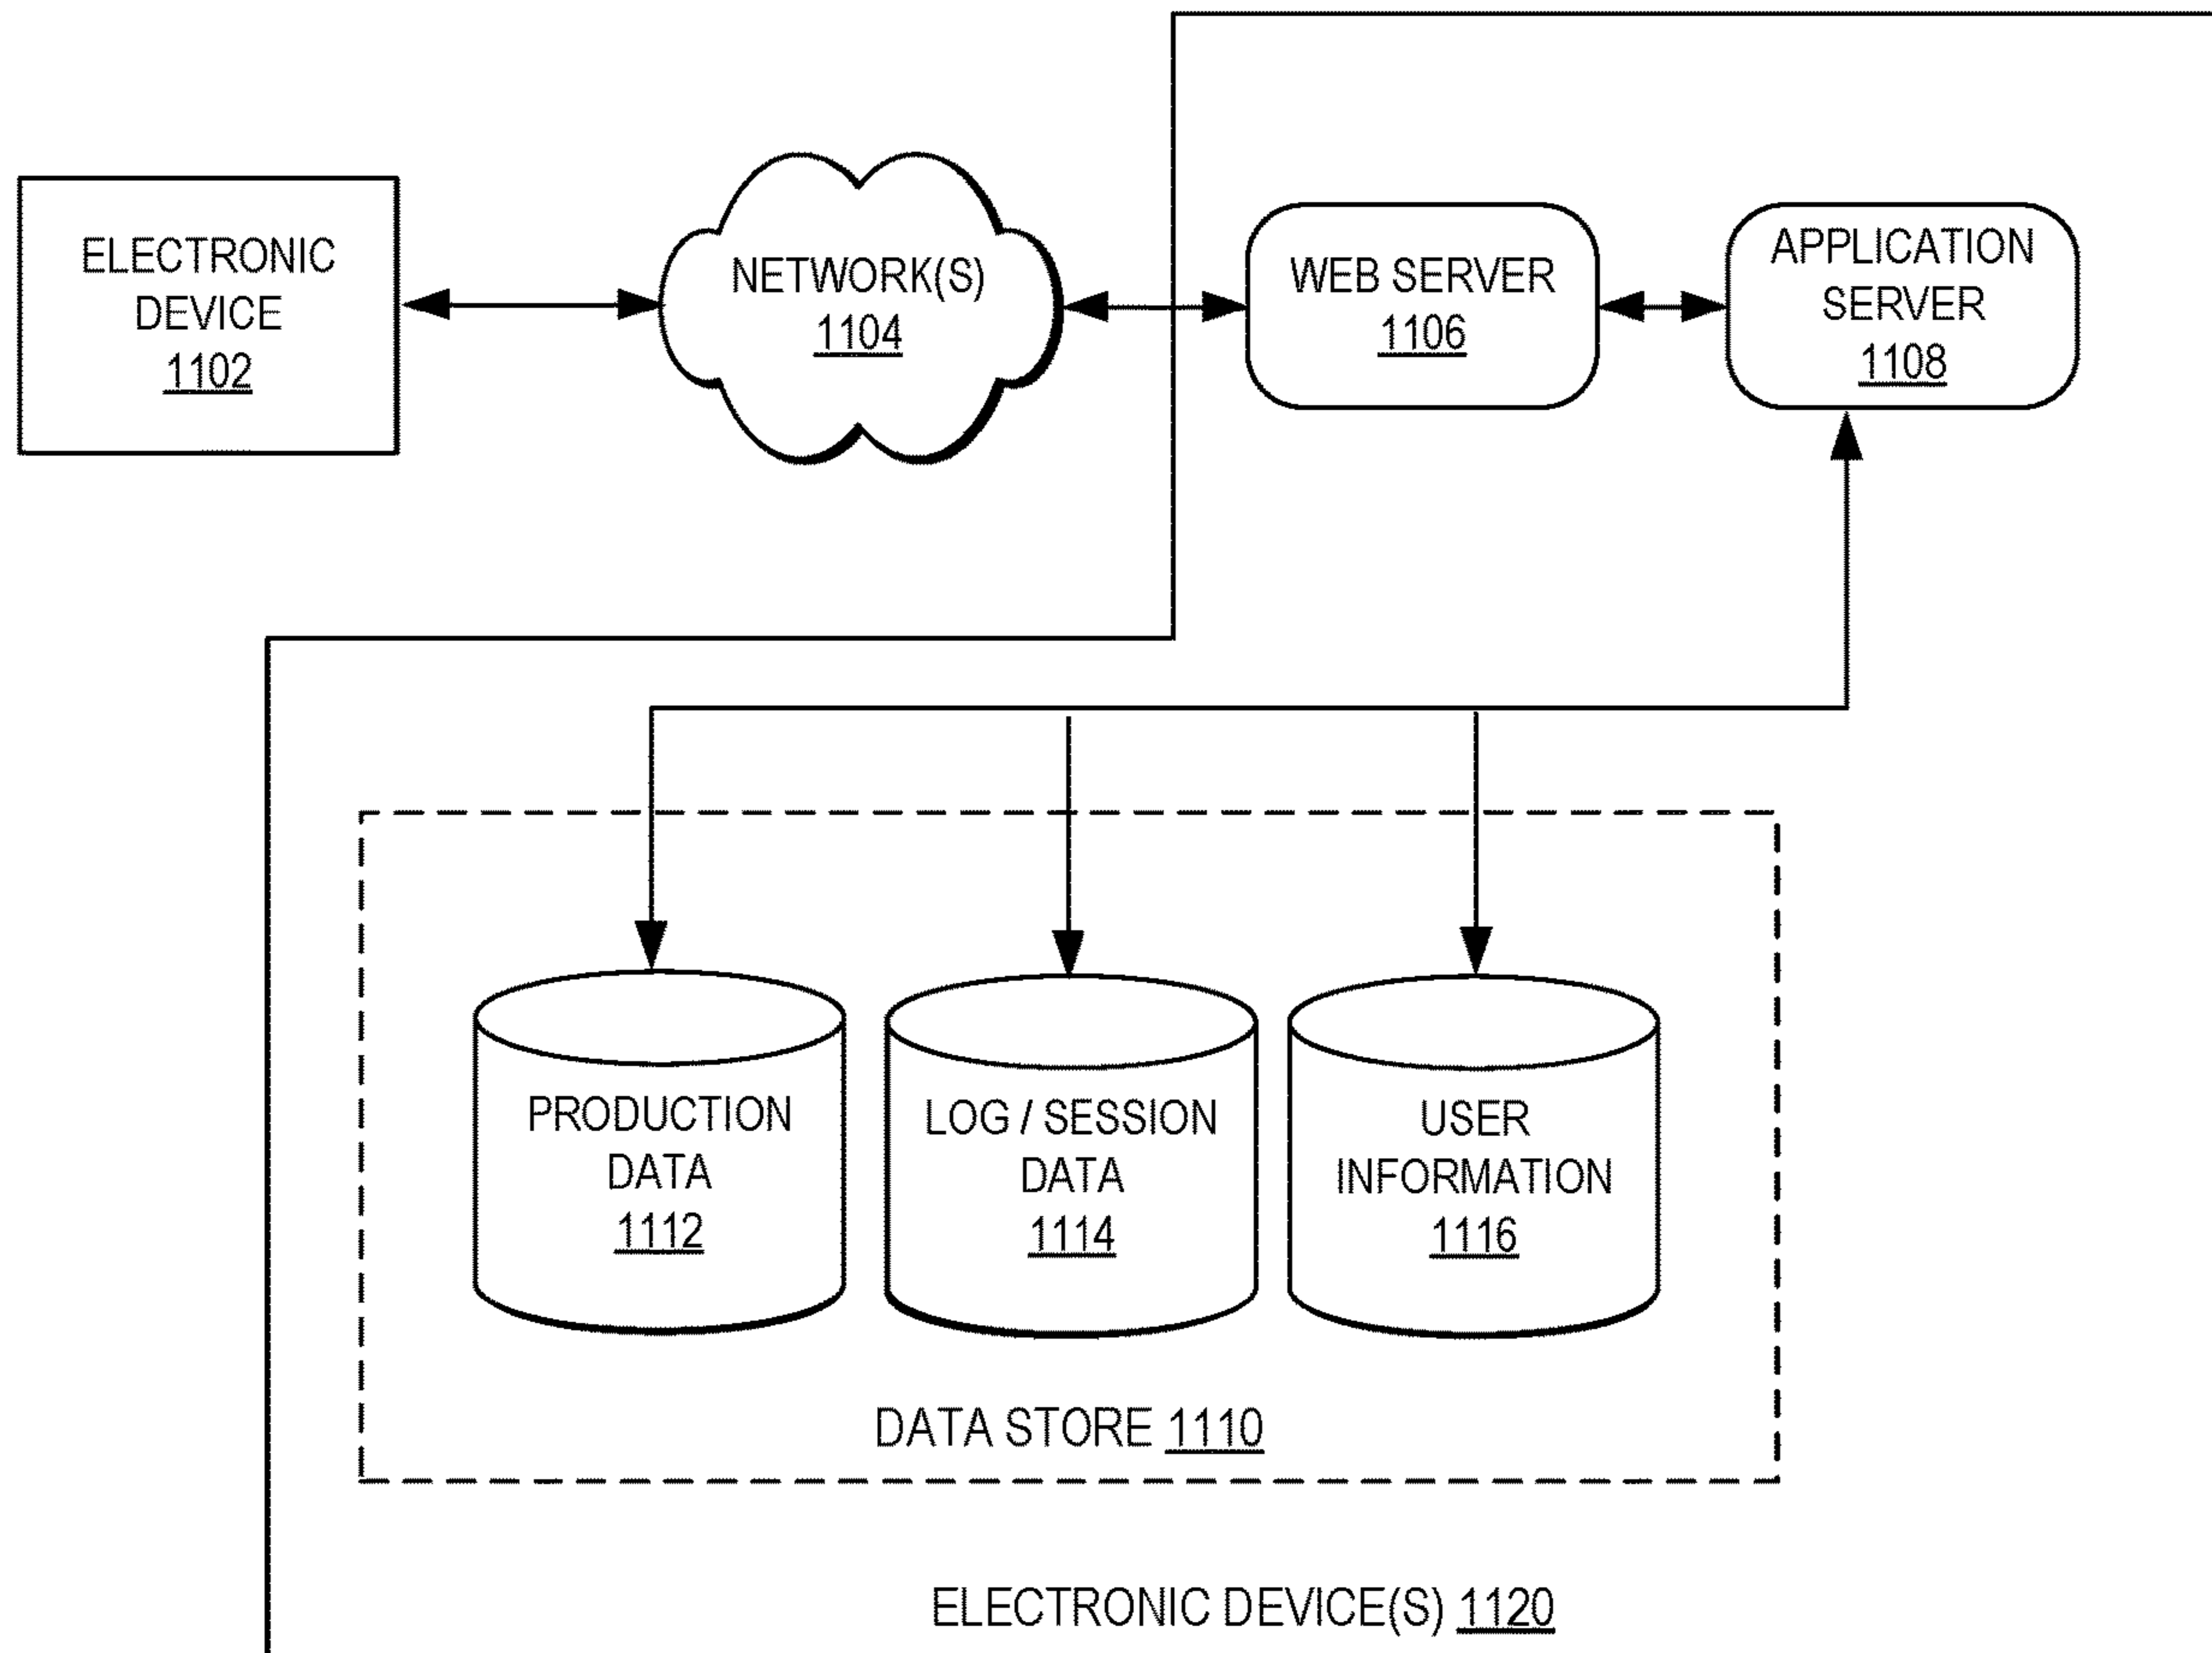 ELECTRONIC
DEVICE
1102
NETWORK(S)
1104
WEB SERVER
1106
APPLICATION
SERVER
1108
PRODUCTION
DATA
1112
LOG / SESSION
DATA
1114
USER
INFORMATION
1116
DATA STORE 1110
ELECTRONIC DEVICE(S) 1120